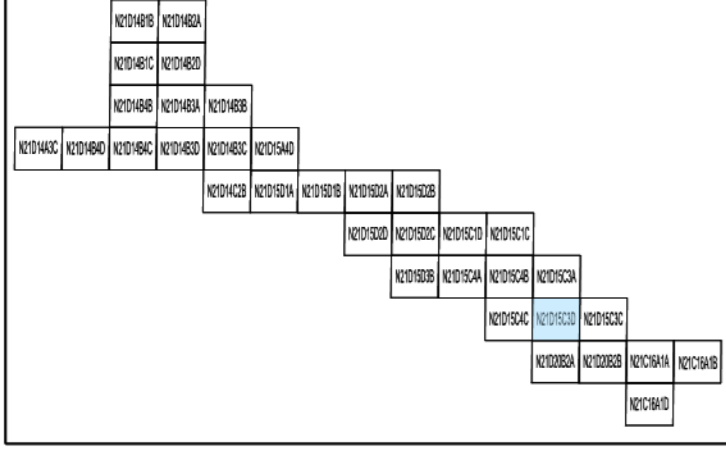 N21D14B1B N21D14B2A
N21D14B1C N21D14B2D
N21D14B4B N21D14B3A N21D14B3B
N21D14A3C N21D14B4D N21D14B4C N21D14B3D N21D14B3C N21D15A4D
N21D14C2B N21D15D1A N21D15D1B N21D15D2A N21D15D2B
N21D15D2D N21D15D2C N21D15C1D N21D15C1C
N21D15D3B N21D15C4A N21D15C4B N21D15C3A
N21D15C4C N21D15C3D N21D15C3C
N21D20B2A N21D20B2B N21C16A1A N21C16A1B
N21C16A1D